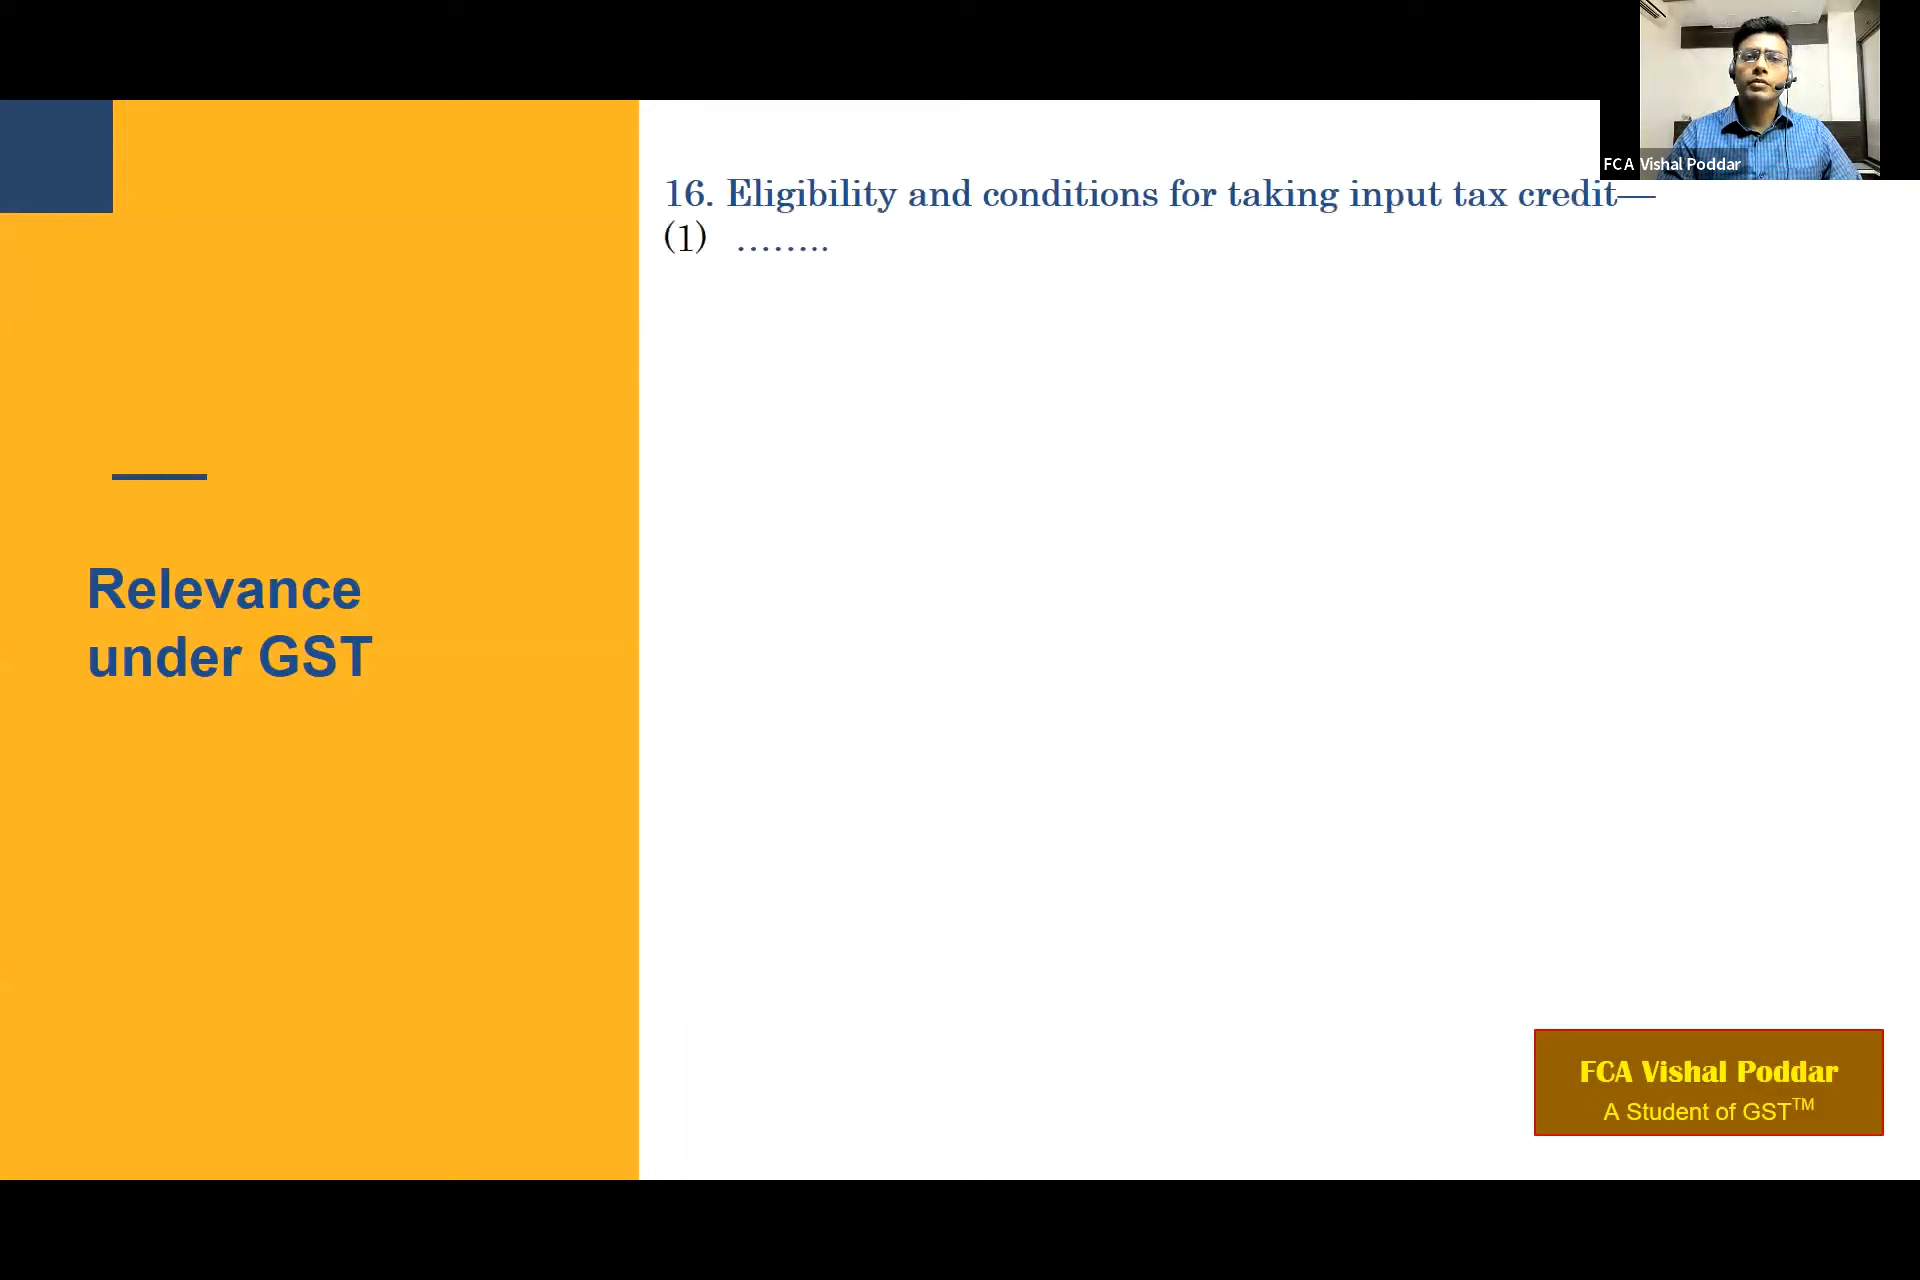 FCA Vishal Poddar
16. Eligibility and conditions for taking input tax credit—
(1) ........
Relevance
under GST
FCA Vishal Poddar
A Student of GST™